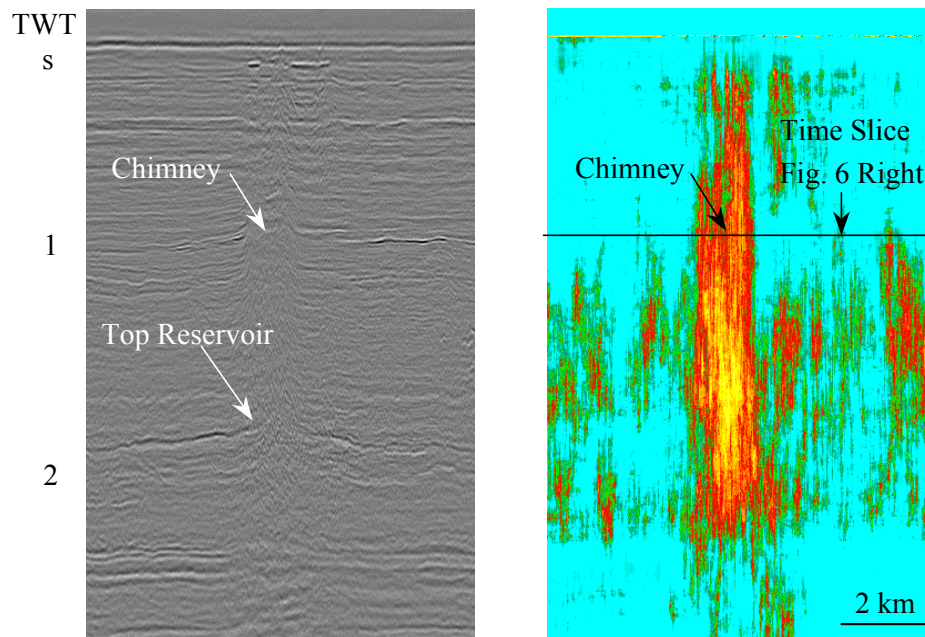 TWT
s
Chimney
1
Top Reservoir
2
Time Slice
Chimney
Fig. 6 Right
2 km